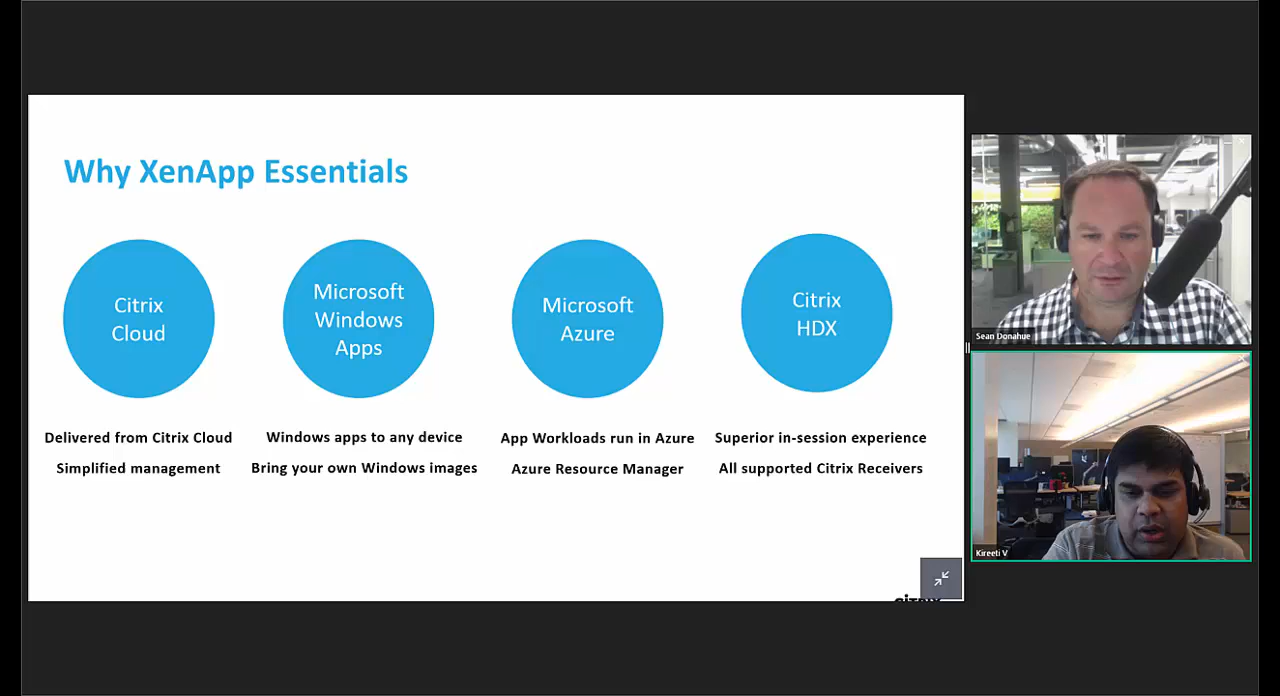 Why XenApp Essentials
Citrix
Cloud
Microsoft
Windows
Apps
Microsoft
Azure
Citrix
HDX
Delivered from Citrix Cloud
Simplified management
Windows apps to any device
Bring your own Windows images
App Workloads run in Azure
Azure Resource Manager
Superior in-session experience
All supported Citrix Receivers
citrix
Sean Donahue
Kireeti V